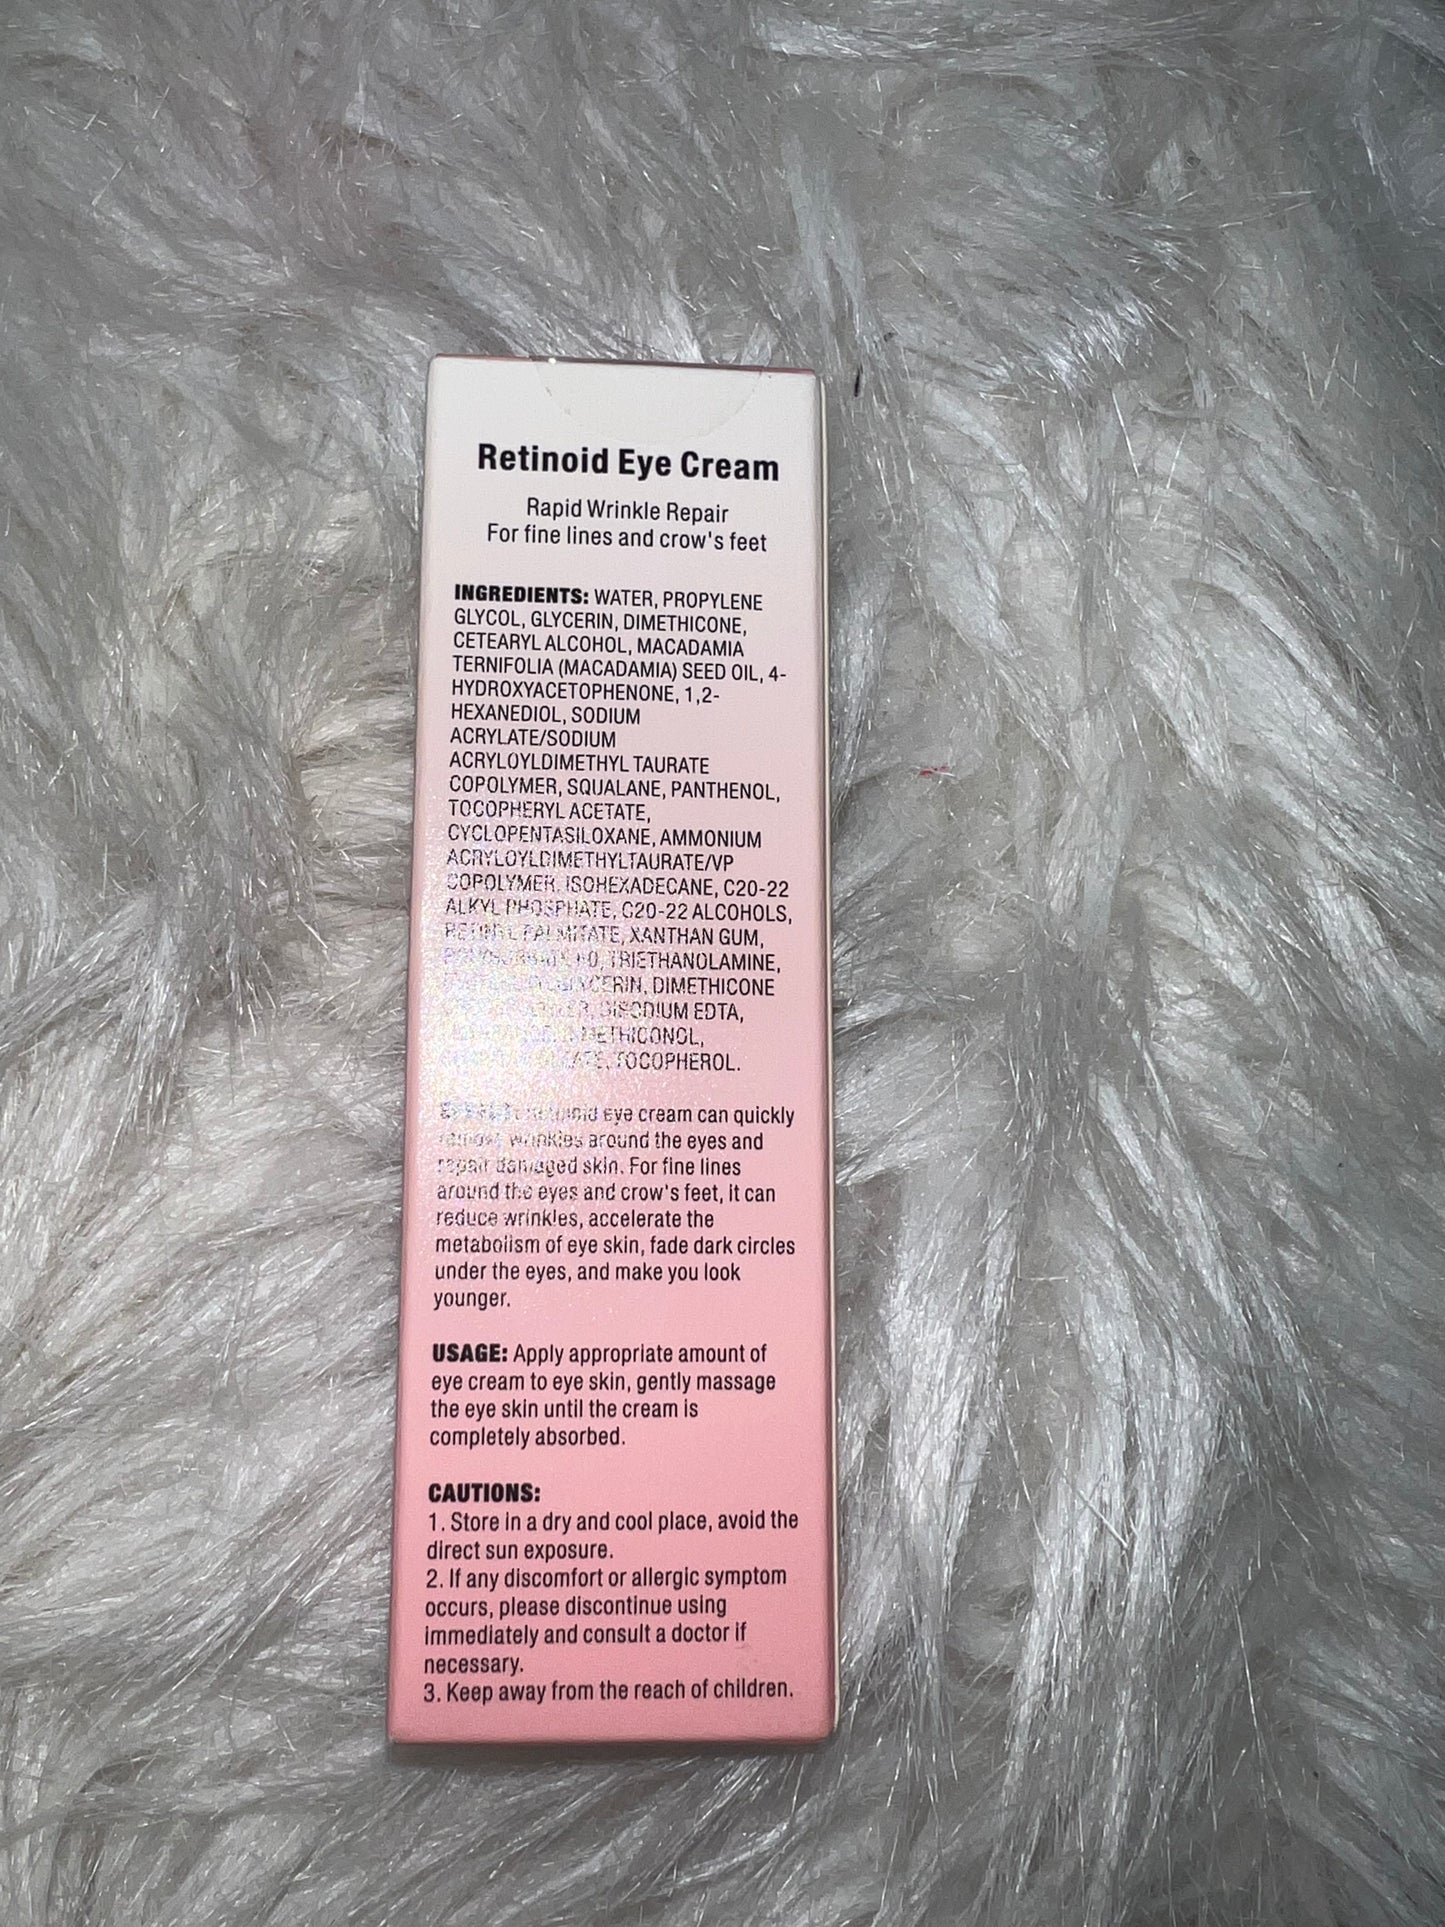 Retinoid Eye Cream
Rapid Wrinkle Repair
For fine lines and crow's feet
INGREDIENTS: WATER, PROPYLENE
GLYCOL, GLYCERIN, DIMETHICONE,
CETEARYL ALCOHOL, MACADAMIA
TERNIFOLIA (MACADAMIA) SEED OIL, 4-
HYDROXYACETOPHENONE, 1,2-
HEXANEDIOL, SODIUM
ACRYLATE/SODIUM
ACRYLOYLDIMETHYL TAURATE
COPOLYMER, SQUALANE, PANTHENOL,
TOCOPHERYL ACETATE,
CYCLOPENTASILOXANE, AMMONIUM
ACRYLOYLDIMETHYLTAURATE/VP
COPOLYMER, ISOHEXADECANE, C20-22
ALKYL PHOSPHATE, C20-22 ALCOHOLS,
RETINYL PALMITATE, XANTHAN GUM,
TRIETHANOLAMINE,
DIMETHICONE
DISODIUM EDTA,
DIMETHICONOL,
TOCOPHEROL.
Retinoid eye cream can quickly
wrinkles around the eyes and
repair damaged skin. For fine lines
around the eyes and crow's feet, it can
reduce wrinkles, accelerate the
metabolism of eye skin, fade dark circles
under the eyes, and make you look
younger.
USAGE: Apply appropriate amount of
eye cream to eye skin, gently massage
the eye skin until the cream is
completely absorbed.
CAUTIONS:
1. Store in a dry and cool place, avoid the
direct sun exposure.
2. If any discomfort or allergic symptom
occurs, please discontinue using
immediately and consult a doctor if
necessary.
3. Keep away from the reach of children.